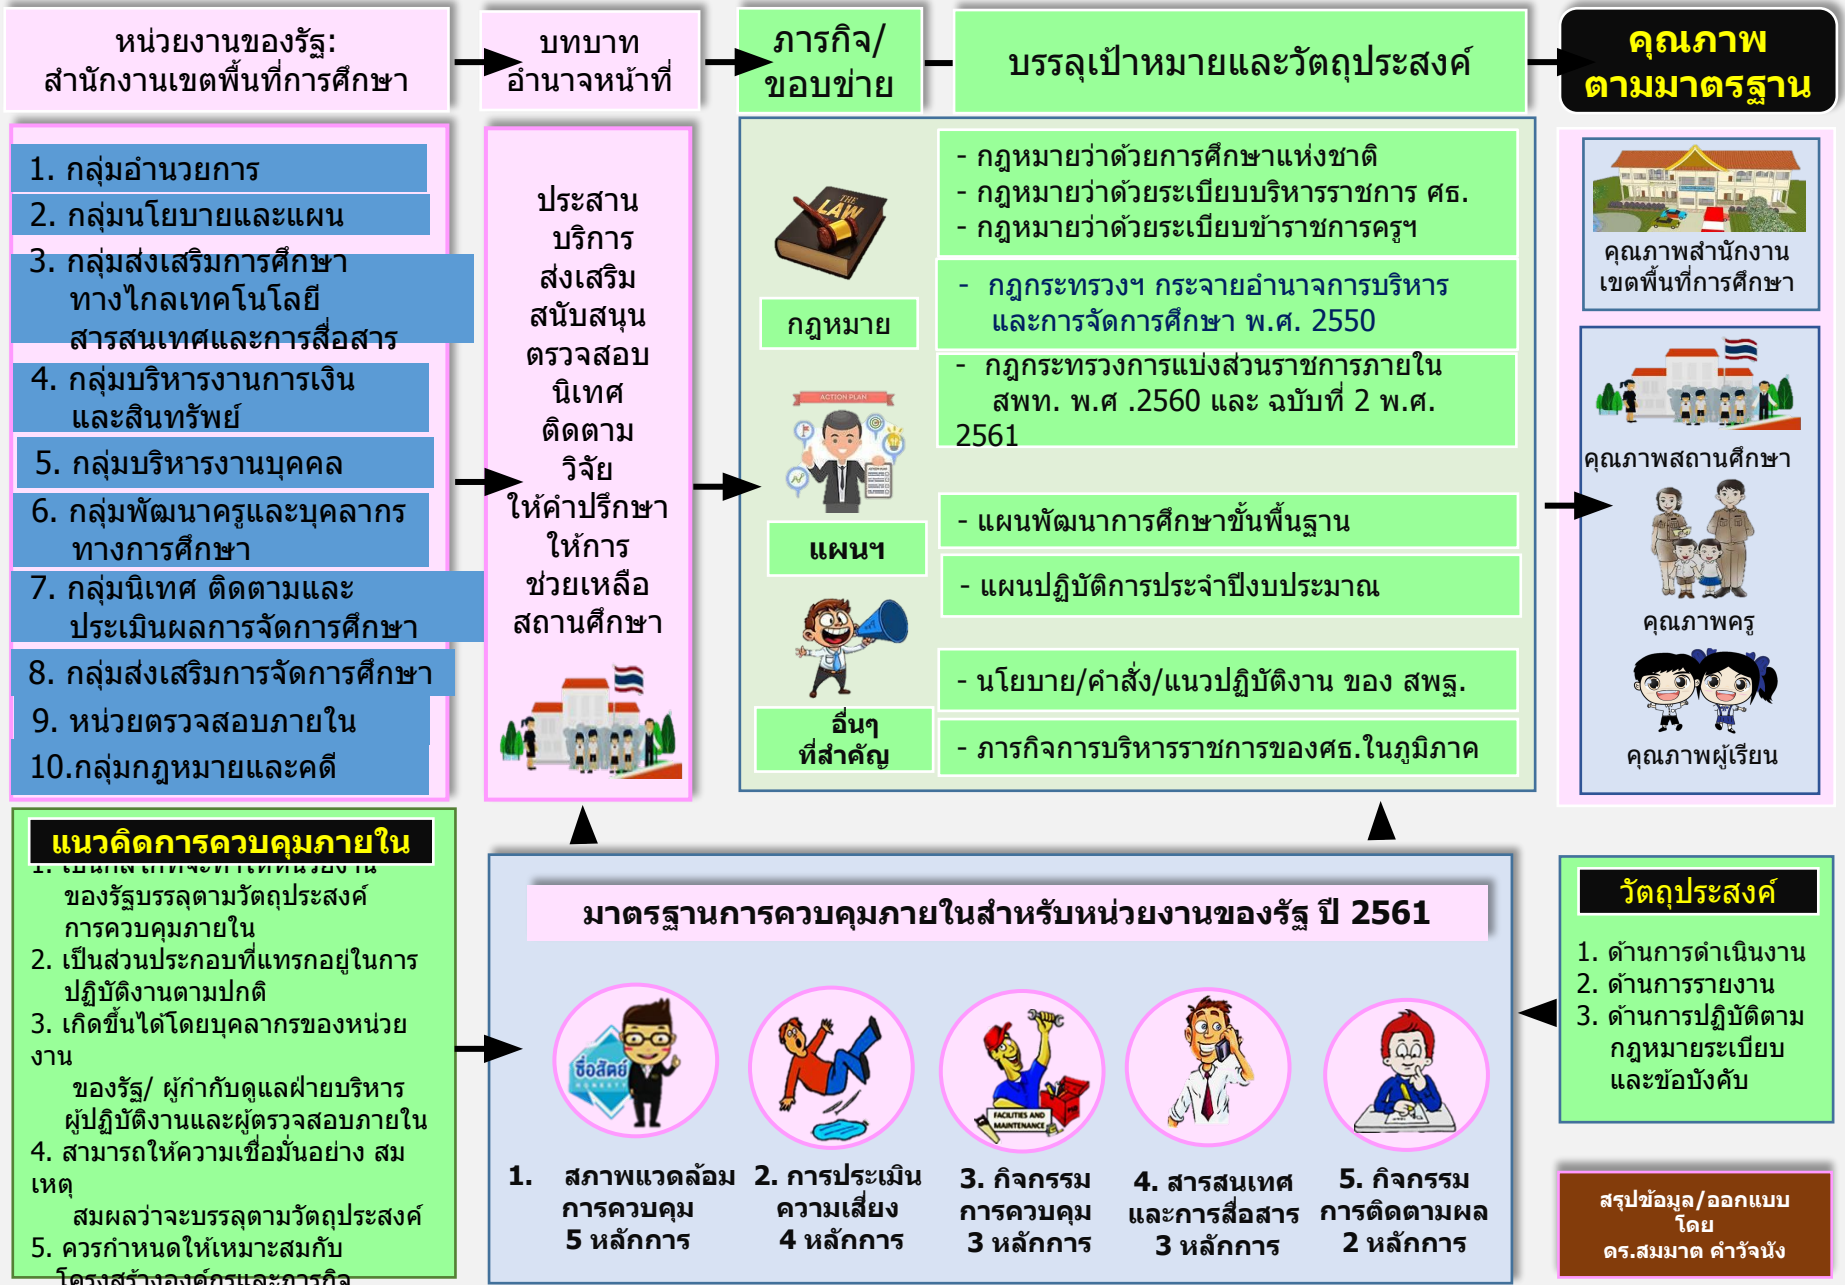 หน่วยงานของรัฐ:
สำนักงานเขตพื้นที่การศึกษา
บทบาท
อำนาจหน้าที่
ภารกิจ/
ขอบข่าย
บรรลุเป้าหมายและวัตถุประสงค์
คุณภาพ
ตามมาตรฐาน
1. กลุ่มอำนวยการ
2. กลุ่มนโยบายและแผน
3. กลุ่มส่งเสริมการศึกษา
ทางไกลเทคโนโลยี
สารสนเทศและการสื่อสาร
4. กลุ่มบริหารงานการเงิน
และสินทรัพย์
5. กลุ่มบริหารงานบุคคล
6. กลุ่มพัฒนาครูและบุคลากร
ทางการศึกษา
7. กลุ่มนิเทศ ติดตามและ
ประเมินผลการจัดการศึกษา
8. กลุ่มส่งเสริมการจัดการศึกษา
9. หน่วยตรวจสอบภายใน
10.กลุ่มกฎหมายและคดี
ประสาน
บริการ
ส่งเสริม
สนับสนุน
ตรวจสอบ
นิเทศ
ติดตาม
วิจัย
ให้คำปรึกษา
ให้การ
ช่วยเหลือ
สถานศึกษา
THE
LAW
กฎหมาย
ACTION PLAN
แผนฯ
อื่นๆ
ที่สำคัญ
- กฎหมายว่าด้วยการศึกษาแห่งชาติ
- กฎหมายว่าด้วยระเบียบบริหารราชการ ศธ.
- กฎหมายว่าด้วยระเบียบข้าราชการครูฯ
- กฎกระทรวงฯ กระจายอำนาจการบริหาร
และการจัดการศึกษา พ.ศ. 2550
- กฎกระทรวงการแบ่งส่วนราชการภายใน
สพท. พ.ศ .2560 และ ฉบับที่ 2 พ.ศ.
2561
- แผนพัฒนาการศึกษาขั้นพื้นฐาน
- แผนปฏิบัติการประจำปีงบประมาณ
- นโยบาย/คำสั่ง/แนวปฏิบัติงาน ของ สพฐ.
- ภารกิจการบริหารราชการของศธ.ในภูมิภาค
คุณภาพสำนักงาน
เขตพื้นที่การศึกษา
คุณภาพสถานศึกษา
คุณภาพครู
คุณภาพผู้เรียน
แนวคิดการควบคุมภายใน
1. เป็นกลไกที่จะทำให้หน่วยงาน
ของรัฐบรรลุตามวัตถุประสงค์
การควบคุมภายใน
2. เป็นส่วนประกอบที่แทรกอยู่ในการ
ปฏิบัติงานตามปกติ
3. เกิดขึ้นได้โดยบุคลากรของหน่วย
งาน
ของรัฐ/ ผู้กำกับดูแลฝ่ายบริหาร
ผู้ปฏิบัติงานและผู้ตรวจสอบภายใน
4. สามารถให้ความเชื่อมั่นอย่าง สม
เหตุ
สมผลว่าจะบรรลุตามวัตถุประสงค์
5. ควรกำหนดให้เหมาะสมกับ
โครงสร้างองค์กรและภารกิจ
มาตรฐานการควบคุมภายในสำหรับหน่วยงานของรัฐ ปี 2561
ซื่อสัตย์
HONESTY
FACILITIES AND
MAINTENANCE
1. สภาพแวดล้อม
การควบคุม
5 หลักการ
2. การประเมิน
ความเสี่ยง
4 หลักการ
3. กิจกรรม
การควบคุม
3 หลักการ
4. สารสนเทศ
และการสื่อสาร
3 หลักการ
5. กิจกรรม
การติดตามผล
2 หลักการ
วัตถุประสงค์
1. ด้านการดำเนินงาน
2. ด้านการรายงาน
3. ด้านการปฏิบัติตาม
กฎหมายระเบียบ
และข้อบังคับ
สรุปข้อมูล/ออกแบบ
โดย
ดร.สมมาต คำวัจนัง